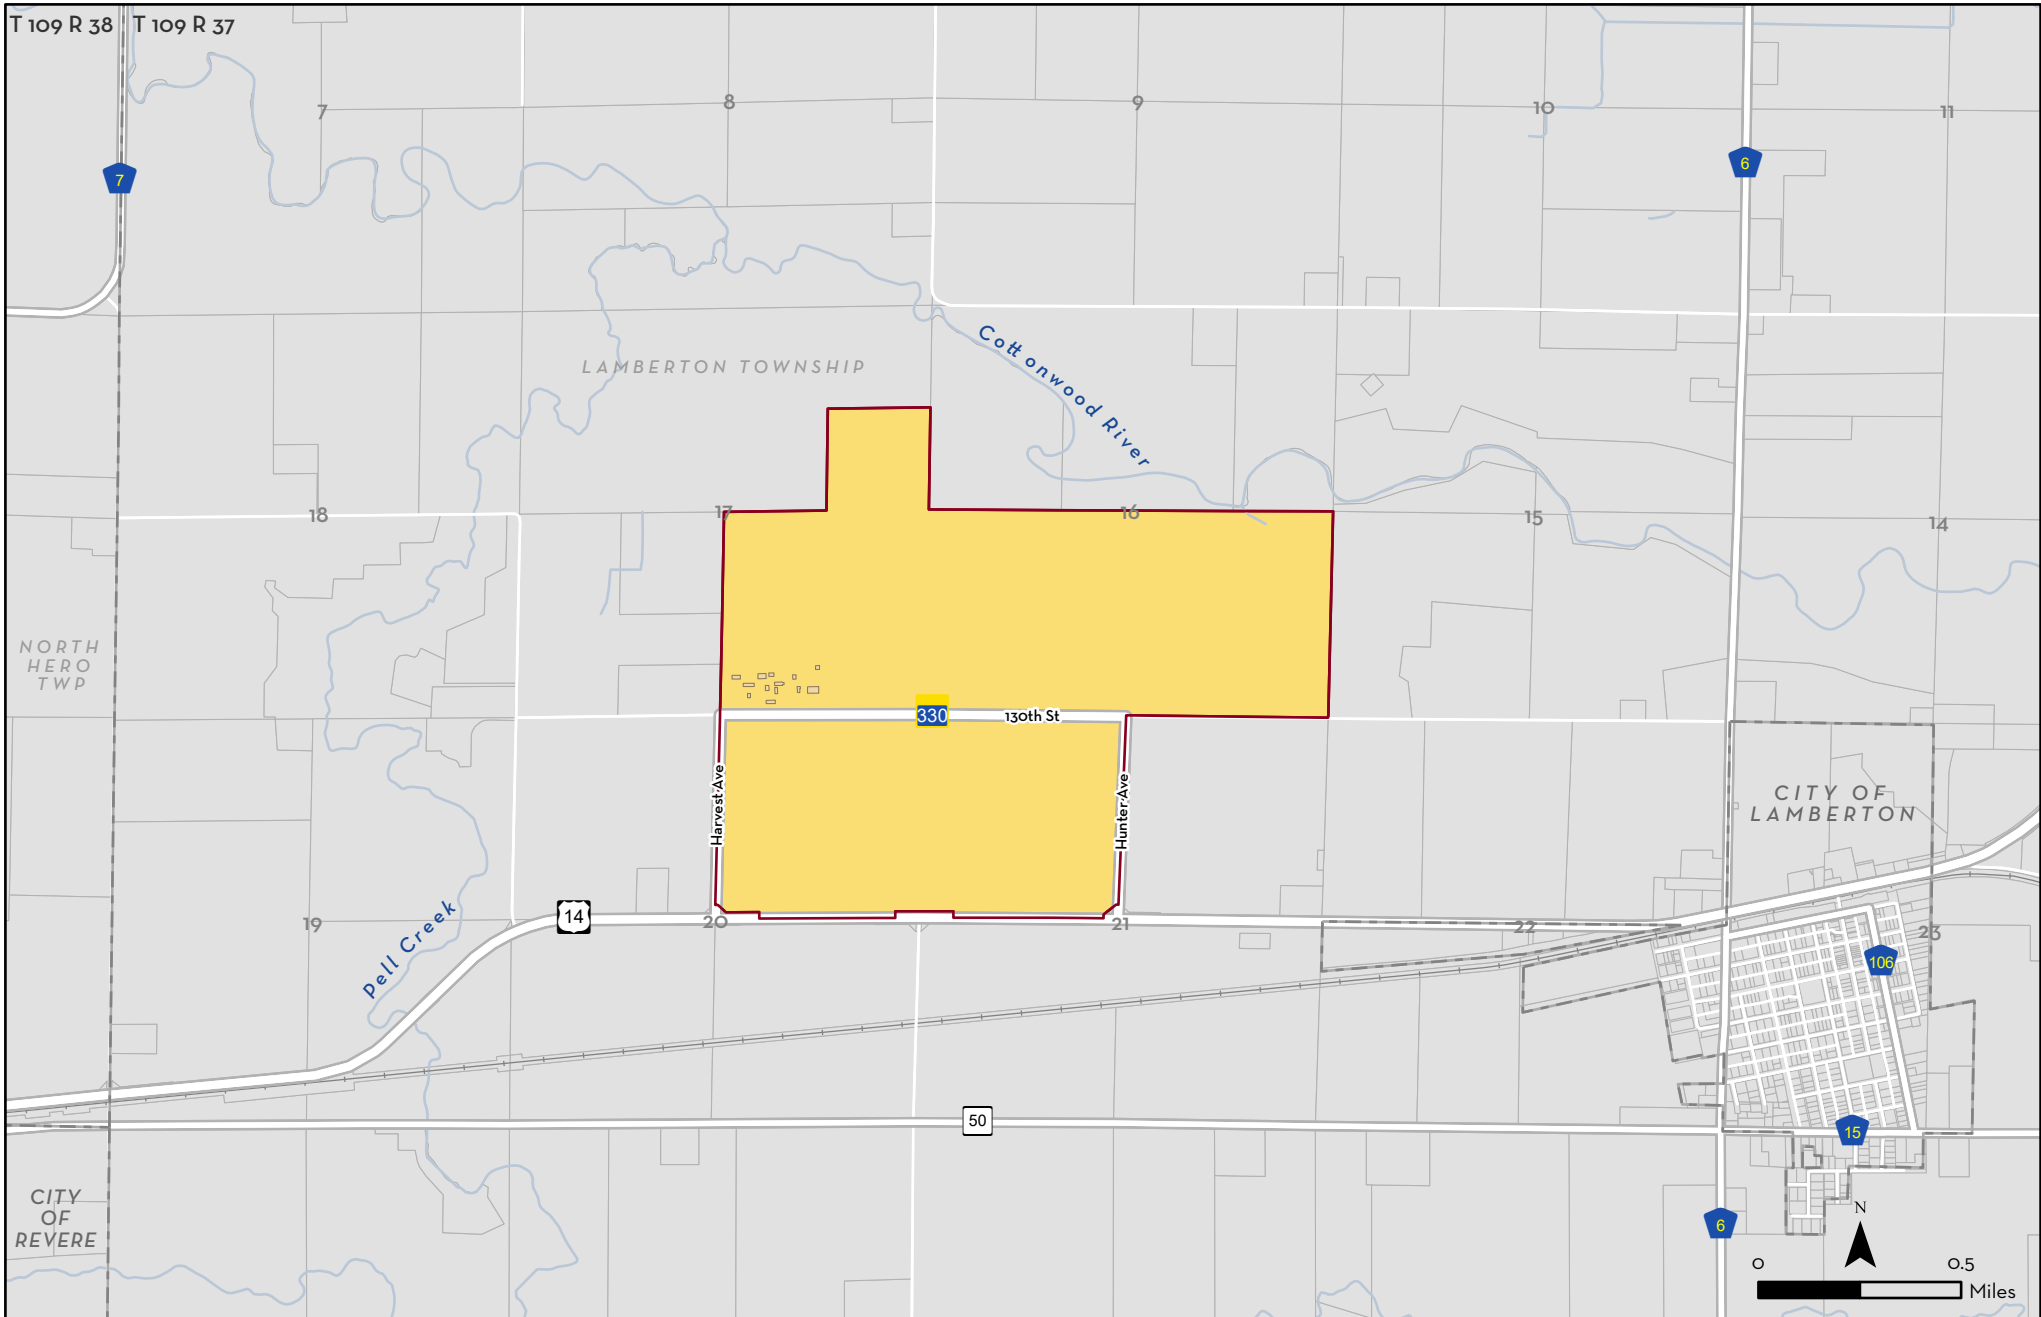 T 109 R 38
T 109 R 37
7
8
9
10
11
7
6
Cottonwood River
LAMBERTON TOWNSHIP
18
17
16
15
14
NORTH
HERO
TWP
330
130th St
Harvest Ave
Hunter Ave
CITY OF
LAMBERTON
Pell Creek
19
14
20
21
22
23
106
50
15
CITY
OF
REVERE
6
N
0
0.5
Miles